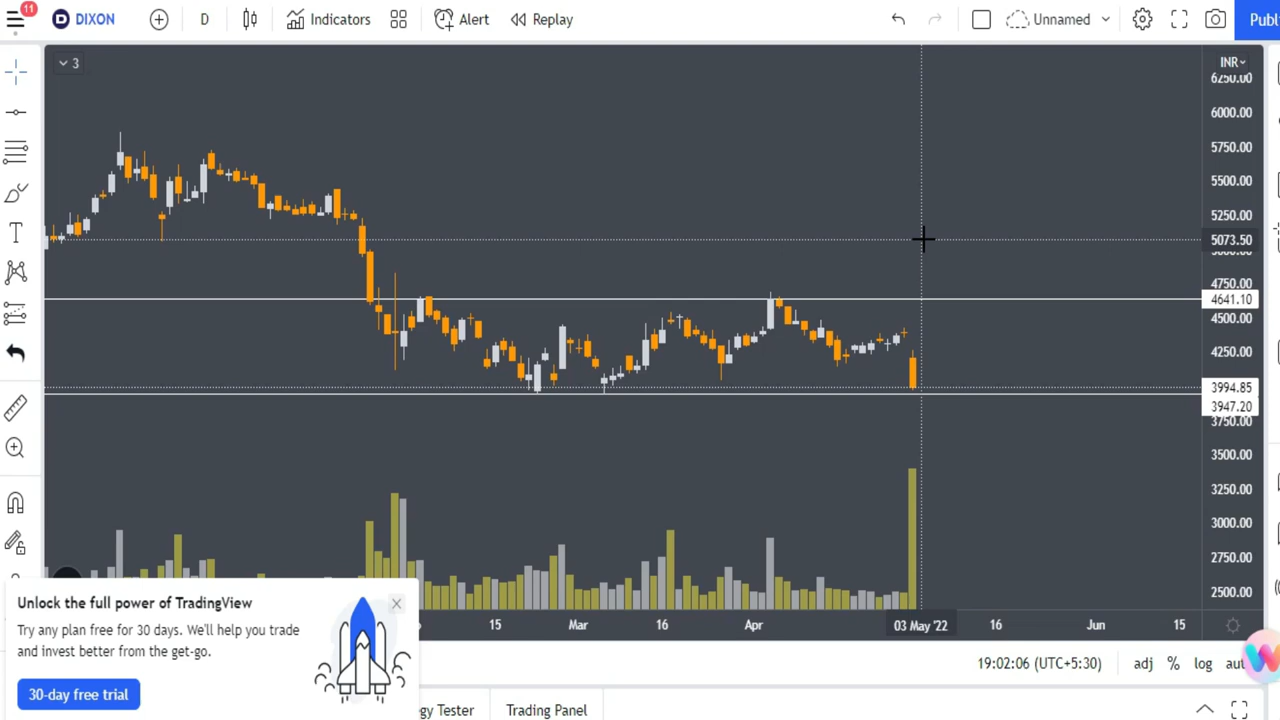 11
DIXON
D
Indicators
Alert
Replay
Unnamed
Publ
3
INR
6250.00
6000.00
5750.00
5500.00
5250.00
5073.50
5000.00
4750.00
4641.10
4500.00
4250.00
3994.85
3947.20
3750.00
3500.00
3250.00
3000.00
2750.00
2500.00
15
Mar
16
Apr
03 May '22
16
Jun
15
Unlock the full power of TradingView
Try any plan free for 30 days. We'll help you trade
and invest better from the get-go.
30-day free trial
19:02:06 (UTC+5:30)
adj
%
log
aut
gy Tester
Trading Panel